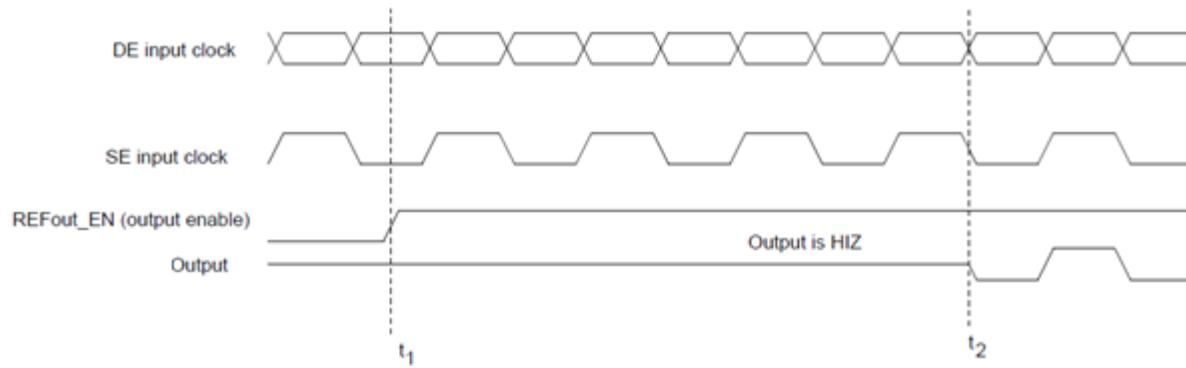 DE input clock
SE input clock
REFout_EN (output enable)
Output is HIZ
Output
t1
t2